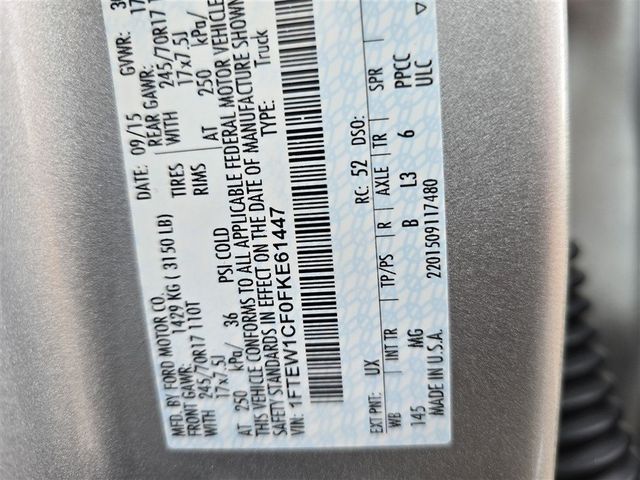 MFD. BY FORD MOTOR CO.
DATE: 09/15 GVWR: 30
1429 KG ( 3150 LB) 17
FRONT GAWR: REAR GAWR:
WITH 245/70R17 110T TIRES WITH 245/70R17 110
17x7.5J RIMS 17x7.5J
AT 250 kPa/ 36 PSI COLD AT 250 kPa/
THIS VEHICLE CONFORMS TO ALL APPLICABLE FEDERAL MOTOR VEHICLE
SAFETY STANDARDS IN EFFECT ON THE DATE OF MANUFACTURE SHOWN
VIN: 1FTEW1CF0FKE61447 TYPE: Truck
EXT PNT: UX RC: 52 DSO:
WB INT TR TP/PS R AXLE TR SPR
145 MG B L3 6 PPCC
MADE IN U.S.A. 2201509117480 ULC